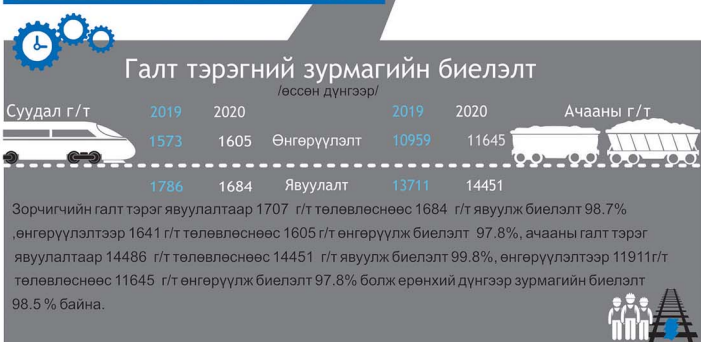 Галт тэрэгний зурмагийн биелэлт
/өссөн дүнгээр/
Суудал г/т 2019 2020 2019 2020 Ачааны г/т
1573 1605 Өнгөрүүлэлт 10959 11645
1786 1684 Явуулалт 13711 14451
Зорчигчийн галт тэрэг явуулалтаар 1707 г/т төлөвлөснөөс 1684 г/т явуулж биелэлт 98.7%
,өнгөрүүлэлтээр 1641 г/т төлөвлөснөөс 1605 г/т өнгөрүүлж биелэлт 97.8%, ачааны галт тэрэг
явуулалтаар 14486 г/т төлөвлөснөөс 14451 г/т явуулж биелэлт 99.8%, өнгөрүүлэлтээр 11911г/т
төлөвлөснөөс 11645 г/т өнгөрүүлж биелэлт 97.8% болж ерөнхий дүнгээр зурмагийн биелэлт
98.5 % байна.